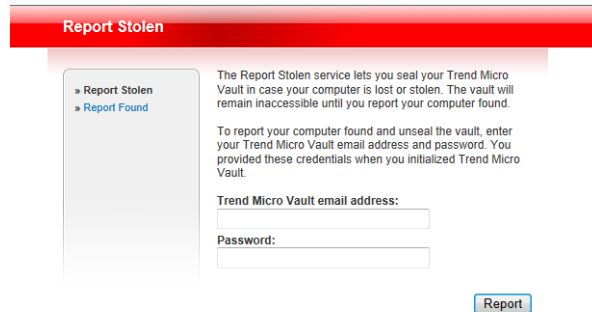 Report Stolen
» Report Stolen
» Report Found
The Report Stolen service lets you seal your Trend Micro
Vault in case your computer is lost or stolen. The vault will
remain inaccessible until you report your computer found.
To report your computer found and unseal the vault, enter
your Trend Micro Vault email address and password. You
provided these credentials when you initialized Trend Micro
Vault.
Trend Micro Vault email address:
Password:
Report